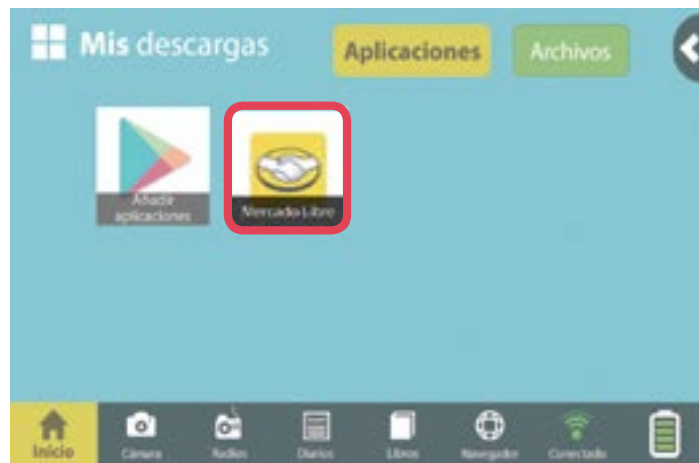 Mis descargas
Aplicaciones
Archivos
Añadir
aplicaciones
Mercado Libre
Inicio
Cámara
Radios
Diarios
Libros
Navegador
Conectado